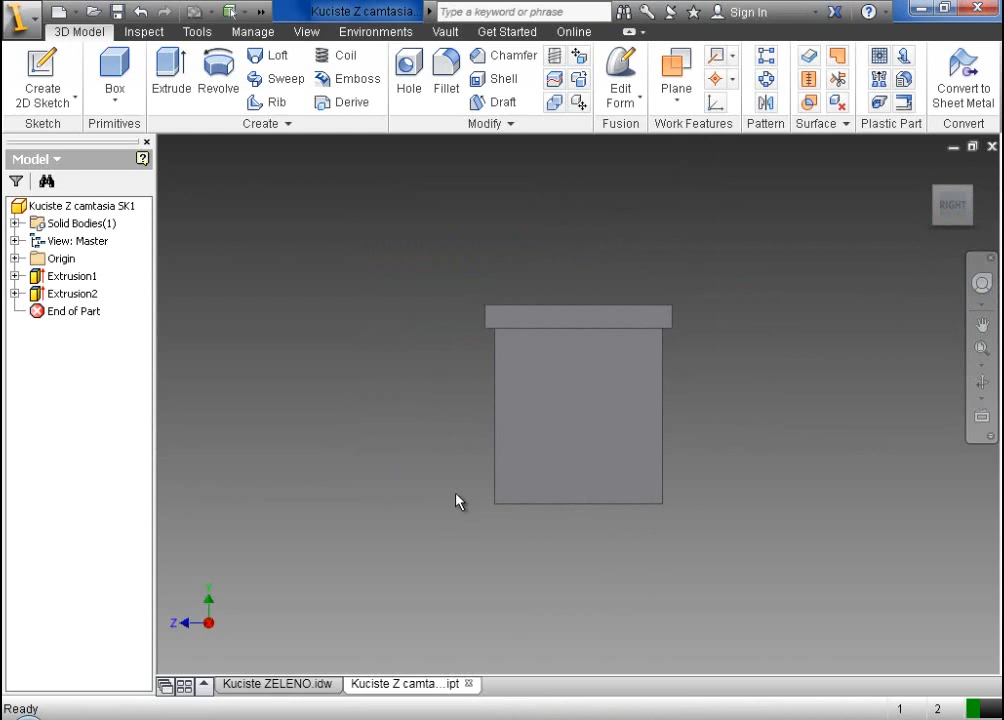 Kuciste Z camtasia.
Type a keyword or phrase
Sign In
3D Model Inspect Tools Manage View Environments Vault Get Started Online
Loft Coil Chamfer
Create 2D Sketch
Box
Extrude
Revolve
Sweep Emboss
Hole
Fillet
Shell
Edit Form
Plane
Convert to Sheet Metal
Rib Derive Draft
Sketch Primitives Create Modify Fusion Work Features Pattern Surface Plastic Part Convert
Model
Kuciste Z camtasia SK1
Solid Bodies(1)
View: Master
Origin
Extrusion1
Extrusion2
End of Part
RIGHT
Y
Z
Kuciste ZELENO.idw
Kuciste Z camta...ipt
Ready
1 2